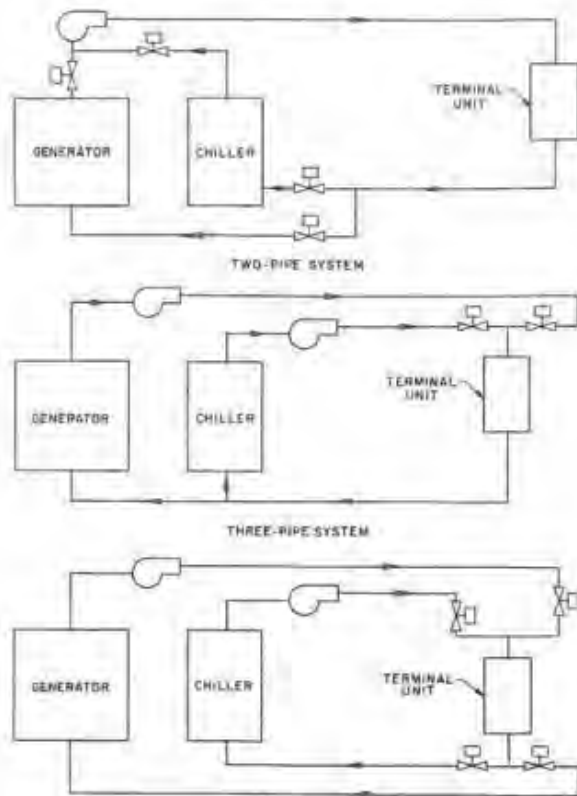 TERMINAL
UNIT
GENERATOR
CHILLER
TWO-PIPE SYSTEM
GENERATOR
CHILLER
TERMINAL
UNIT
THREE-PIPE SYSTEM
GENERATOR
CHILLER
TERMINAL
UNIT